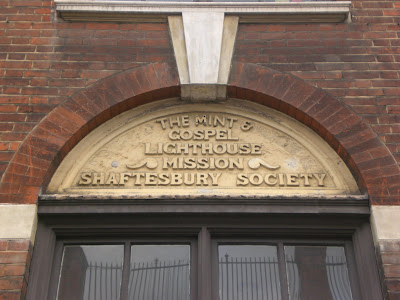 THE MINT &
GOSPEL
LIGHTHOUSE
MISSION
SHAFTESBURY SOCIETY